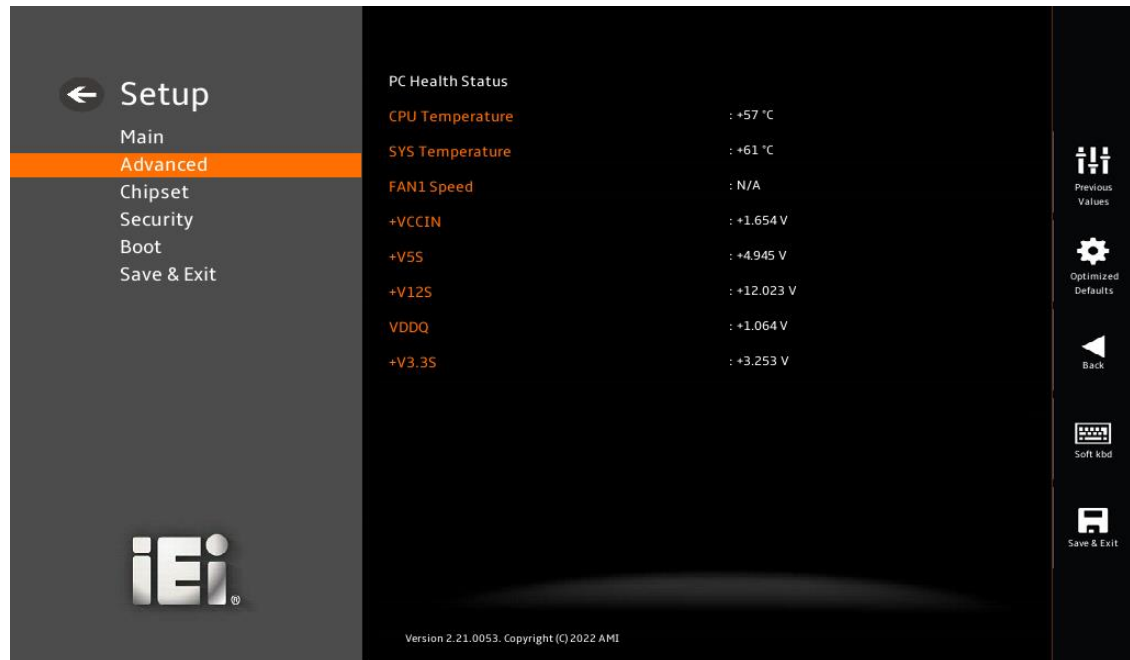 Setup
Main
Advanced
Chipset
Security
Boot
Save & Exit
PC Health Status
CPU Temperature : +57 °C
SYS Temperature : +61 °C
FAN1 Speed : N/A
+VCCIN : +1.654 V
+V5S : +4.945 V
+V12S : +12.023 V
VDDQ : +1.064 V
+V3.3S : +3.253 V
Previous
Values
Optimized
Defaults
Back
Soft kbd
Save & Exit
iEi®
Version 2.21.0053. Copyright (C) 2022 AMI